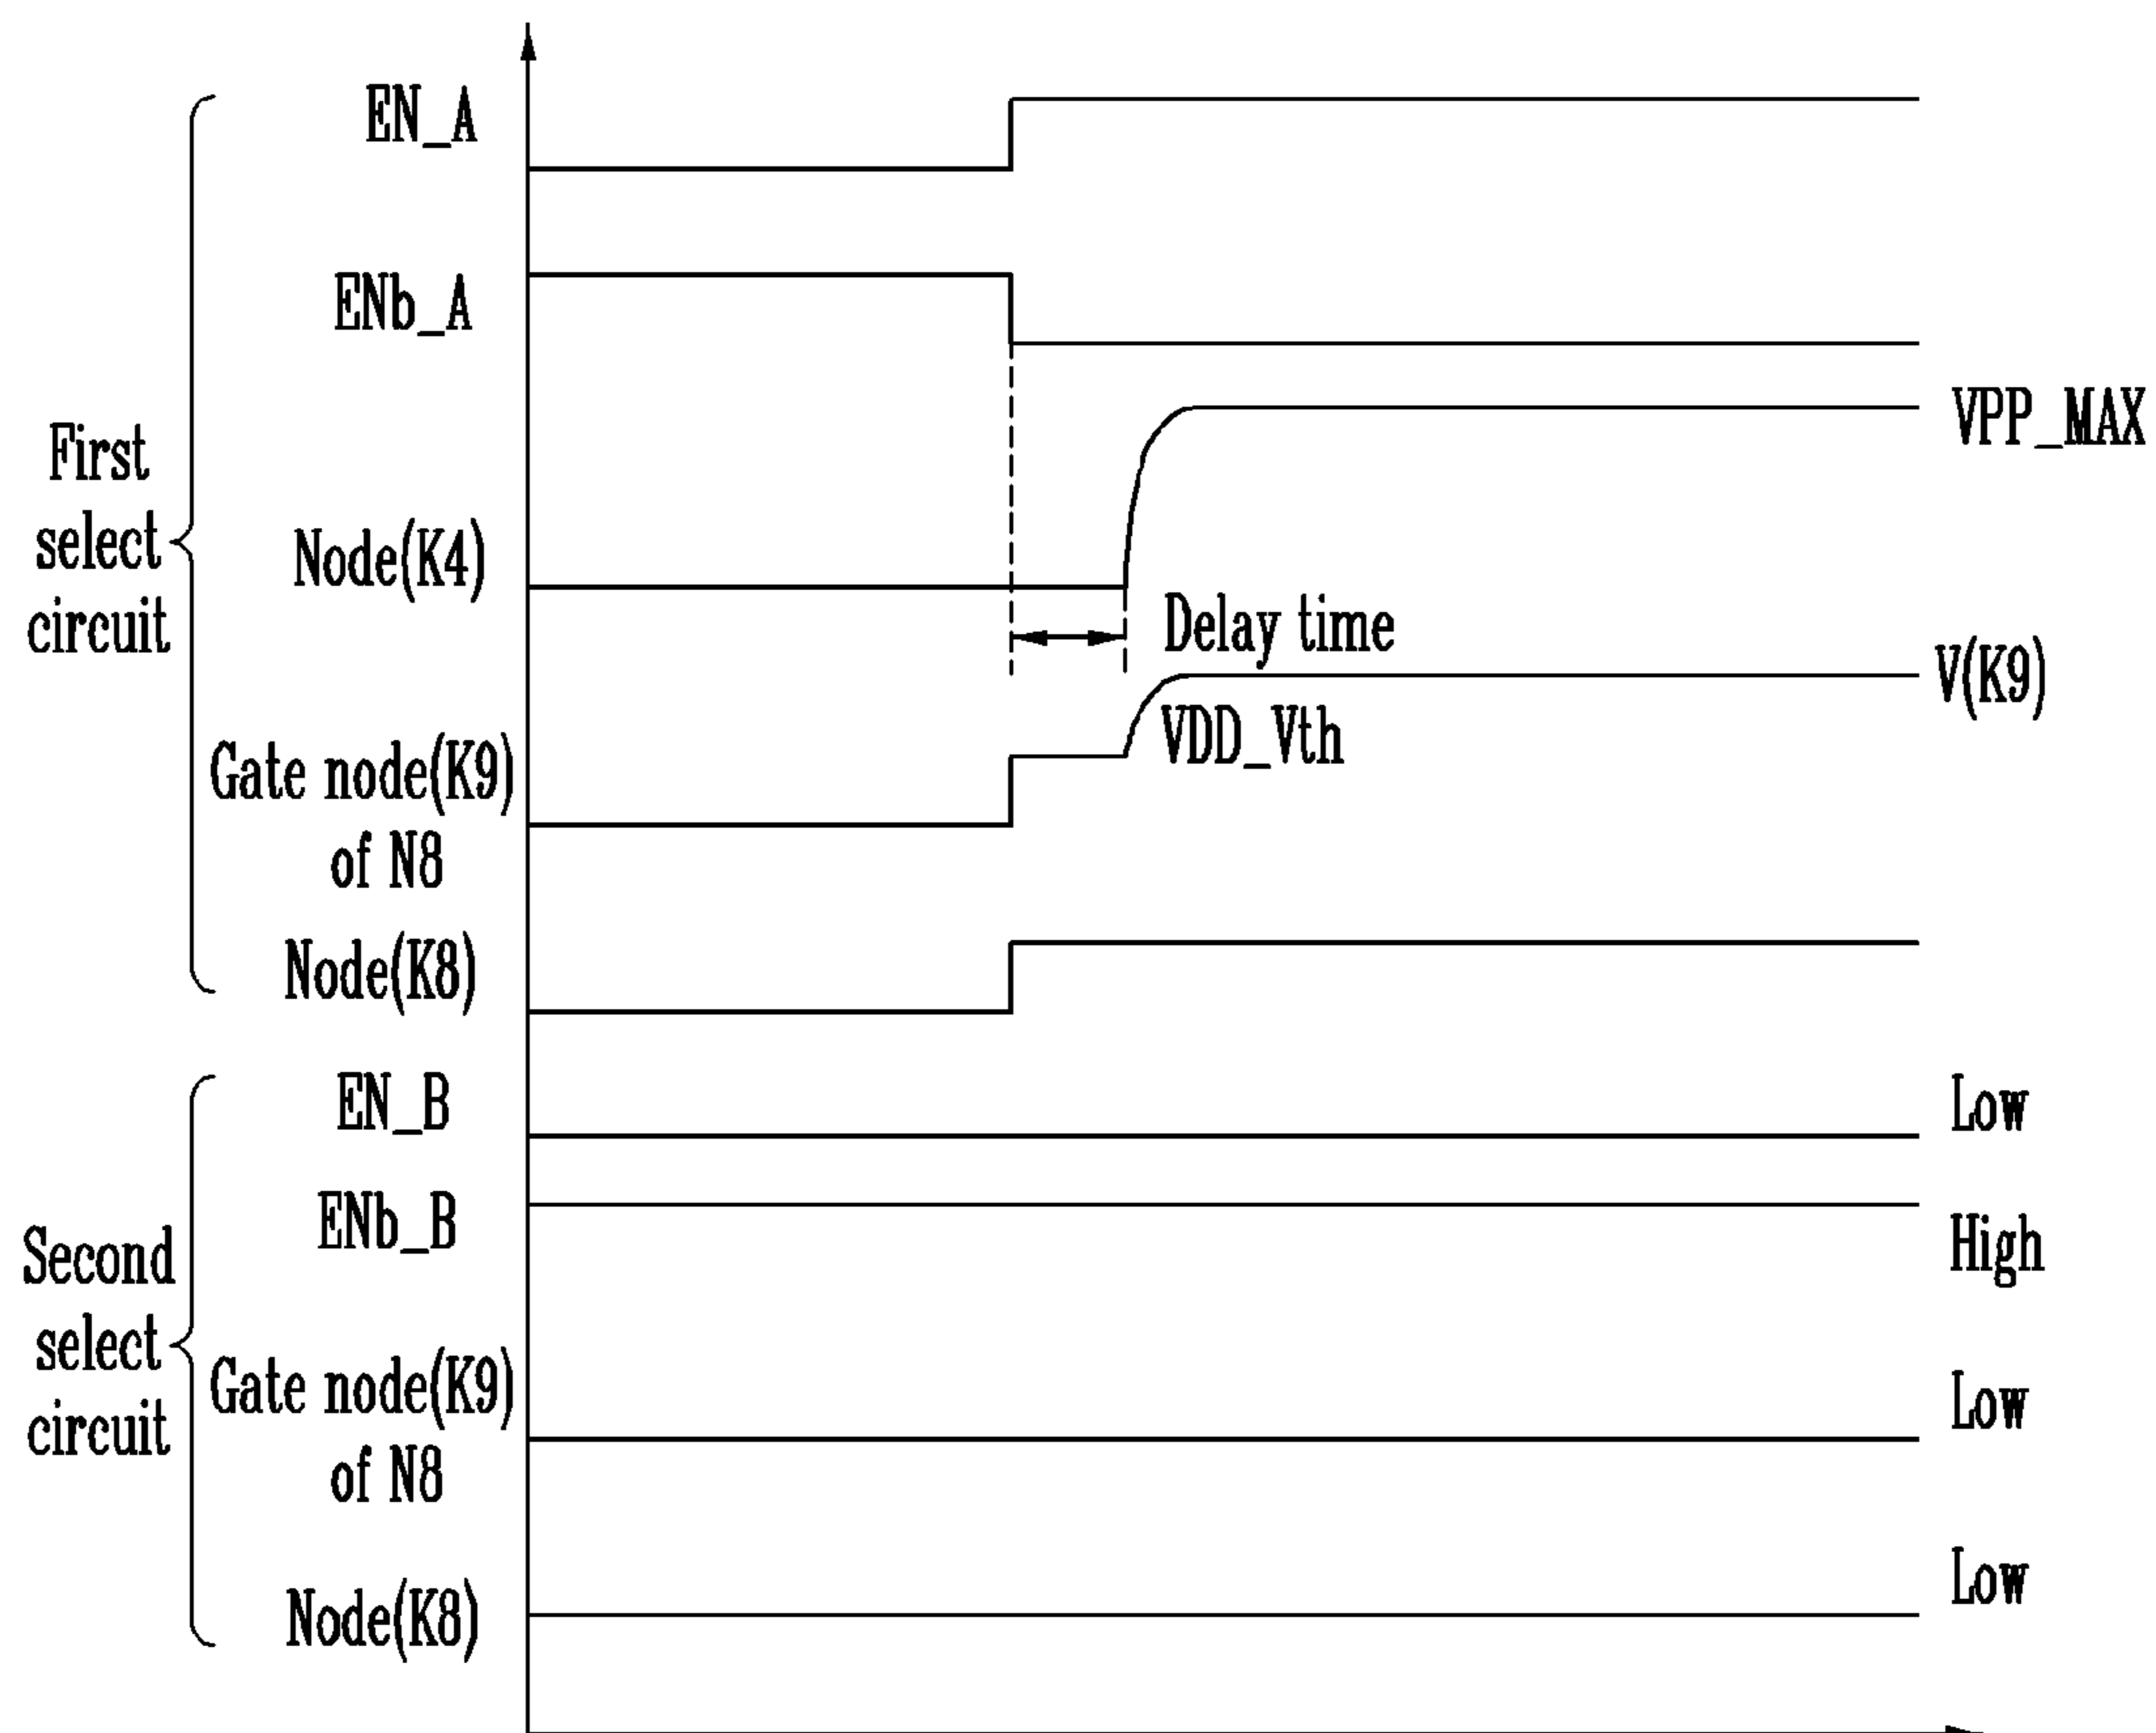 EN_A
ENb_A
VPP_MAX
First
select
circuit
Node(K4)
Delay time
V(K9)
VDD_Vth
Gate node(K9)
of N8
Node(K8)
EN_B
Low
ENb_B
High
Second
select
circuit
Gate node(K9)
of N8
Low
Node(K8)
Low